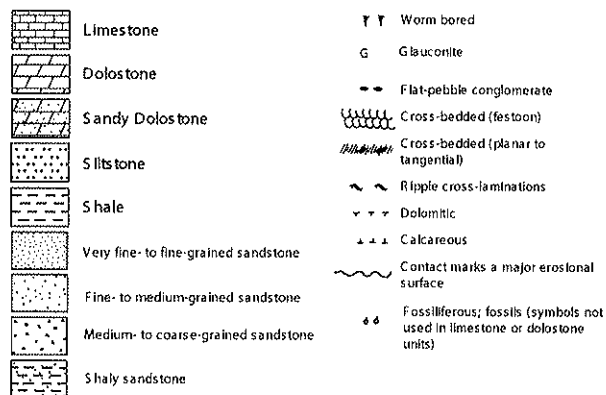 Limestone
Dolostone
Sandy Dolostone
Siltstone
Shale
Very fine- to fine-grained sandstone
Fine- to medium-grained sandstone
Medium- to coarse-grained sandstone
Shaly sandstone
Worm bored
G Glauconite
Flat-pebble conglomerate
Cross-bedded (festoon)
Cross-bedded (planar to
tangential)
Ripple cross-laminations
Dolomitic
Calcareous
Contact marks a major erosional
surface
Fossiliferous; fossils (symbols not
used in limestone or dolostone
units)